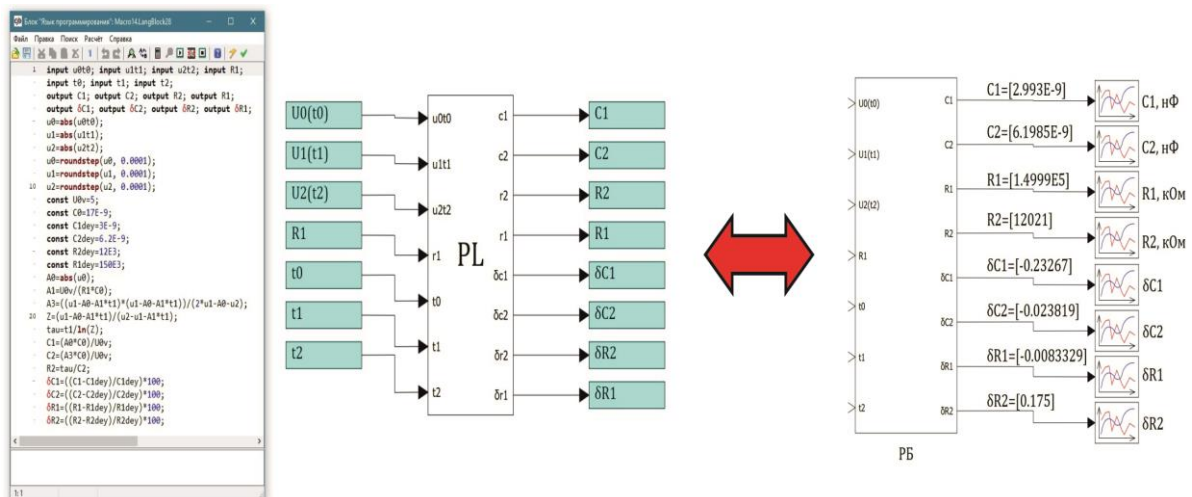 Блок "Язык программирования": Macro14.LangBlock28
Файл Правка Поиск Расчёт Справка
1 input u0t0; input u1t1; input u2t2; input R1;
input t0; input t1; input t2;
output C1; output C2; output R2; output R1;
output δC1; output δC2; output δR2; output δR1;
u0=abs(u0t0);
u1=abs(u1t1);
u2=abs(u2t2);
u0=roundstep(u0, 0.0001);
u1=roundstep(u1, 0.0001);
10 u2=roundstep(u2, 0.0001);
const U0v=5;
const C0=17E-9;
const C1dey=3E-9;
const C2dey=6.2E-9;
const R2dey=12E3;
const R1dey=150E3;
A0=abs(u0);
A1=U0v/(R1*C0);
A3=((u1-A0-A1*t1)*(u1-A0-A1*t1))/(2*u1-A0-u2);
20 Z=(u1-A0-A1*t1)/(u2-u1-A1*t1);
tau=t1/ln(Z);
C1=(A0*C0)/U0v;
C2=(A3*C0)/U0v;
R2=tau/C2;
δC1=((C1-C1dey)/C1dey)*100;
δC2=((C2-C2dey)/C2dey)*100;
δR1=((R1-R1dey)/R1dey)*100;
δR2=((R2-R2dey)/R2dey)*100;
1:1
U0(t0)
U1(t1)
U2(t2)
R1
t0
t1
t2
u0t0
u1t1
u2t2
r1
t0
t1
t2
PL
c1
c2
r2
r1
δc1
δc2
δr2
δr1
C1
C2
R2
R1
δC1
δC2
δR2
δR1
U0(t0)
U1(t1)
U2(t2)
R1
t0
t1
t2
C1
C2
R1
R2
δC1
δC2
δR1
δR2
РБ
C1=[2.993E-9]
C2=[6.1985E-9]
R1=[1.4999E5]
R2=[12021]
δC1=[-0.23267]
δC2=[-0.023819]
δR1=[-0.0083329]
δR2=[0.175]
C1, нФ
C2, нФ
R1, кОм
R2, кОм
δC1
δC2
δR1
δR2